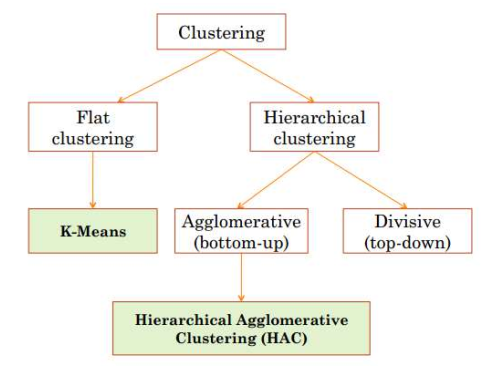 Clustering
Flat
clustering
Hierarchical
clustering
K-Means
Agglomerative
(bottom-up)
Divisive
(top-down)
Hierarchical Agglomerative
Clustering (HAC)